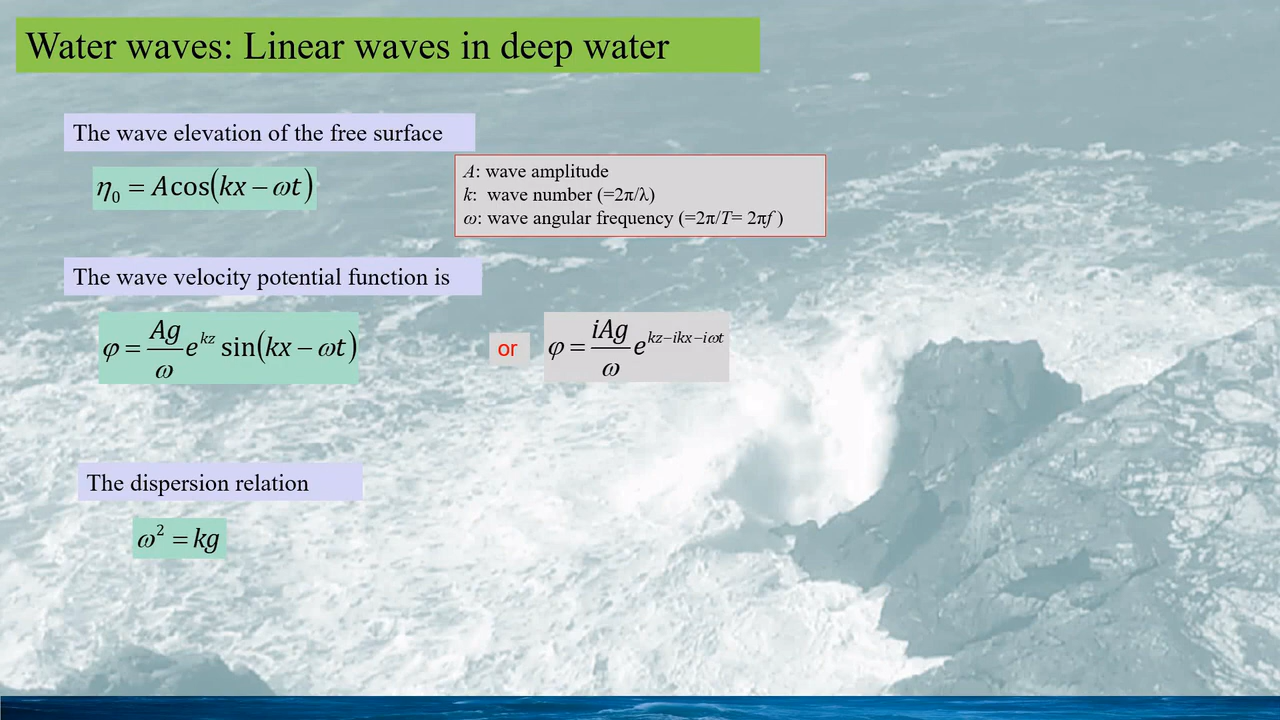 Water waves: Linear waves in deep water
The wave elevation of the free surface
η₀ = A cos(kx − ωt)
A: wave amplitude
k: wave number (=2π/λ)
ω: wave angular frequency (=2π/T= 2πf )
The wave velocity potential function is
φ = Ag/ω e^{kz} sin(kx − ωt) or φ = iAg/ω e^{kz−ikx−iωt}
The dispersion relation
ω² = kg